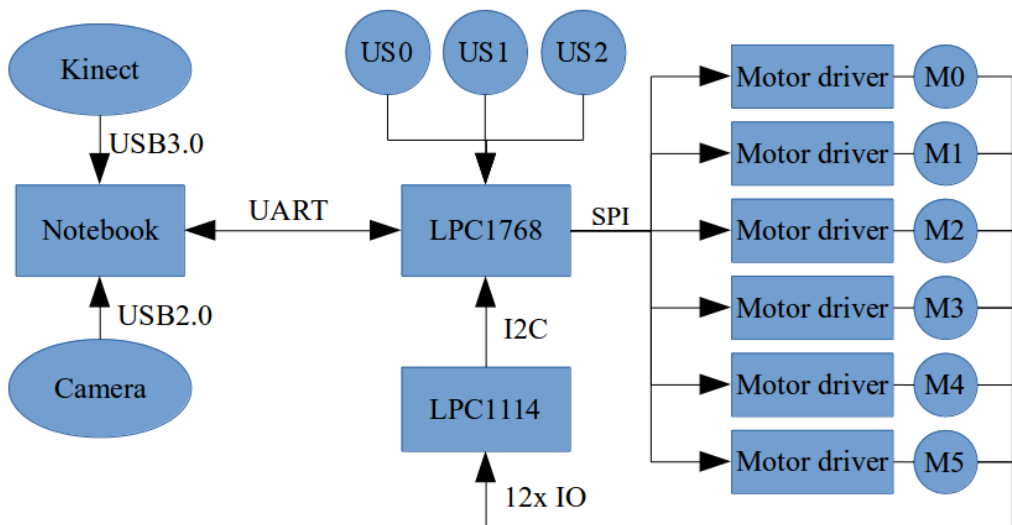 Kinect
US0
US1
US2
Motor driver
M0
USB3.0
Motor driver
M1
Notebook
UART
LPC1768
SPI
Motor driver
M2
USB2.0
I2C
Motor driver
M3
Camera
LPC1114
Motor driver
M4
Motor driver
M5
12x IO